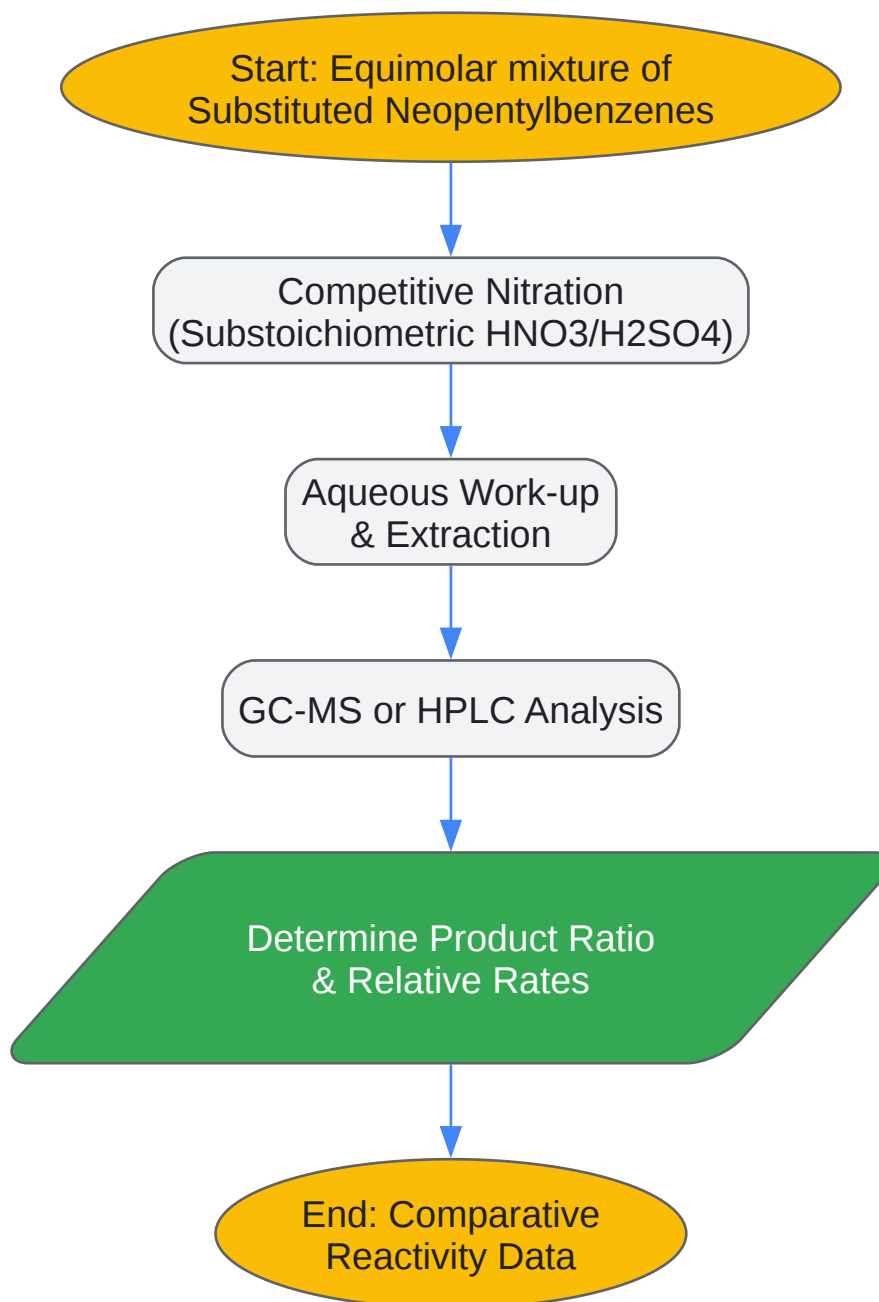 Start: Equimolar mixture of
Substituted Neopentylbenzenes
Competitive Nitration
(Substoichiometric HNO3/H2SO4)
Aqueous Work-up
& Extraction
GC-MS or HPLC Analysis
Determine Product Ratio
& Relative Rates
End: Comparative
Reactivity Data